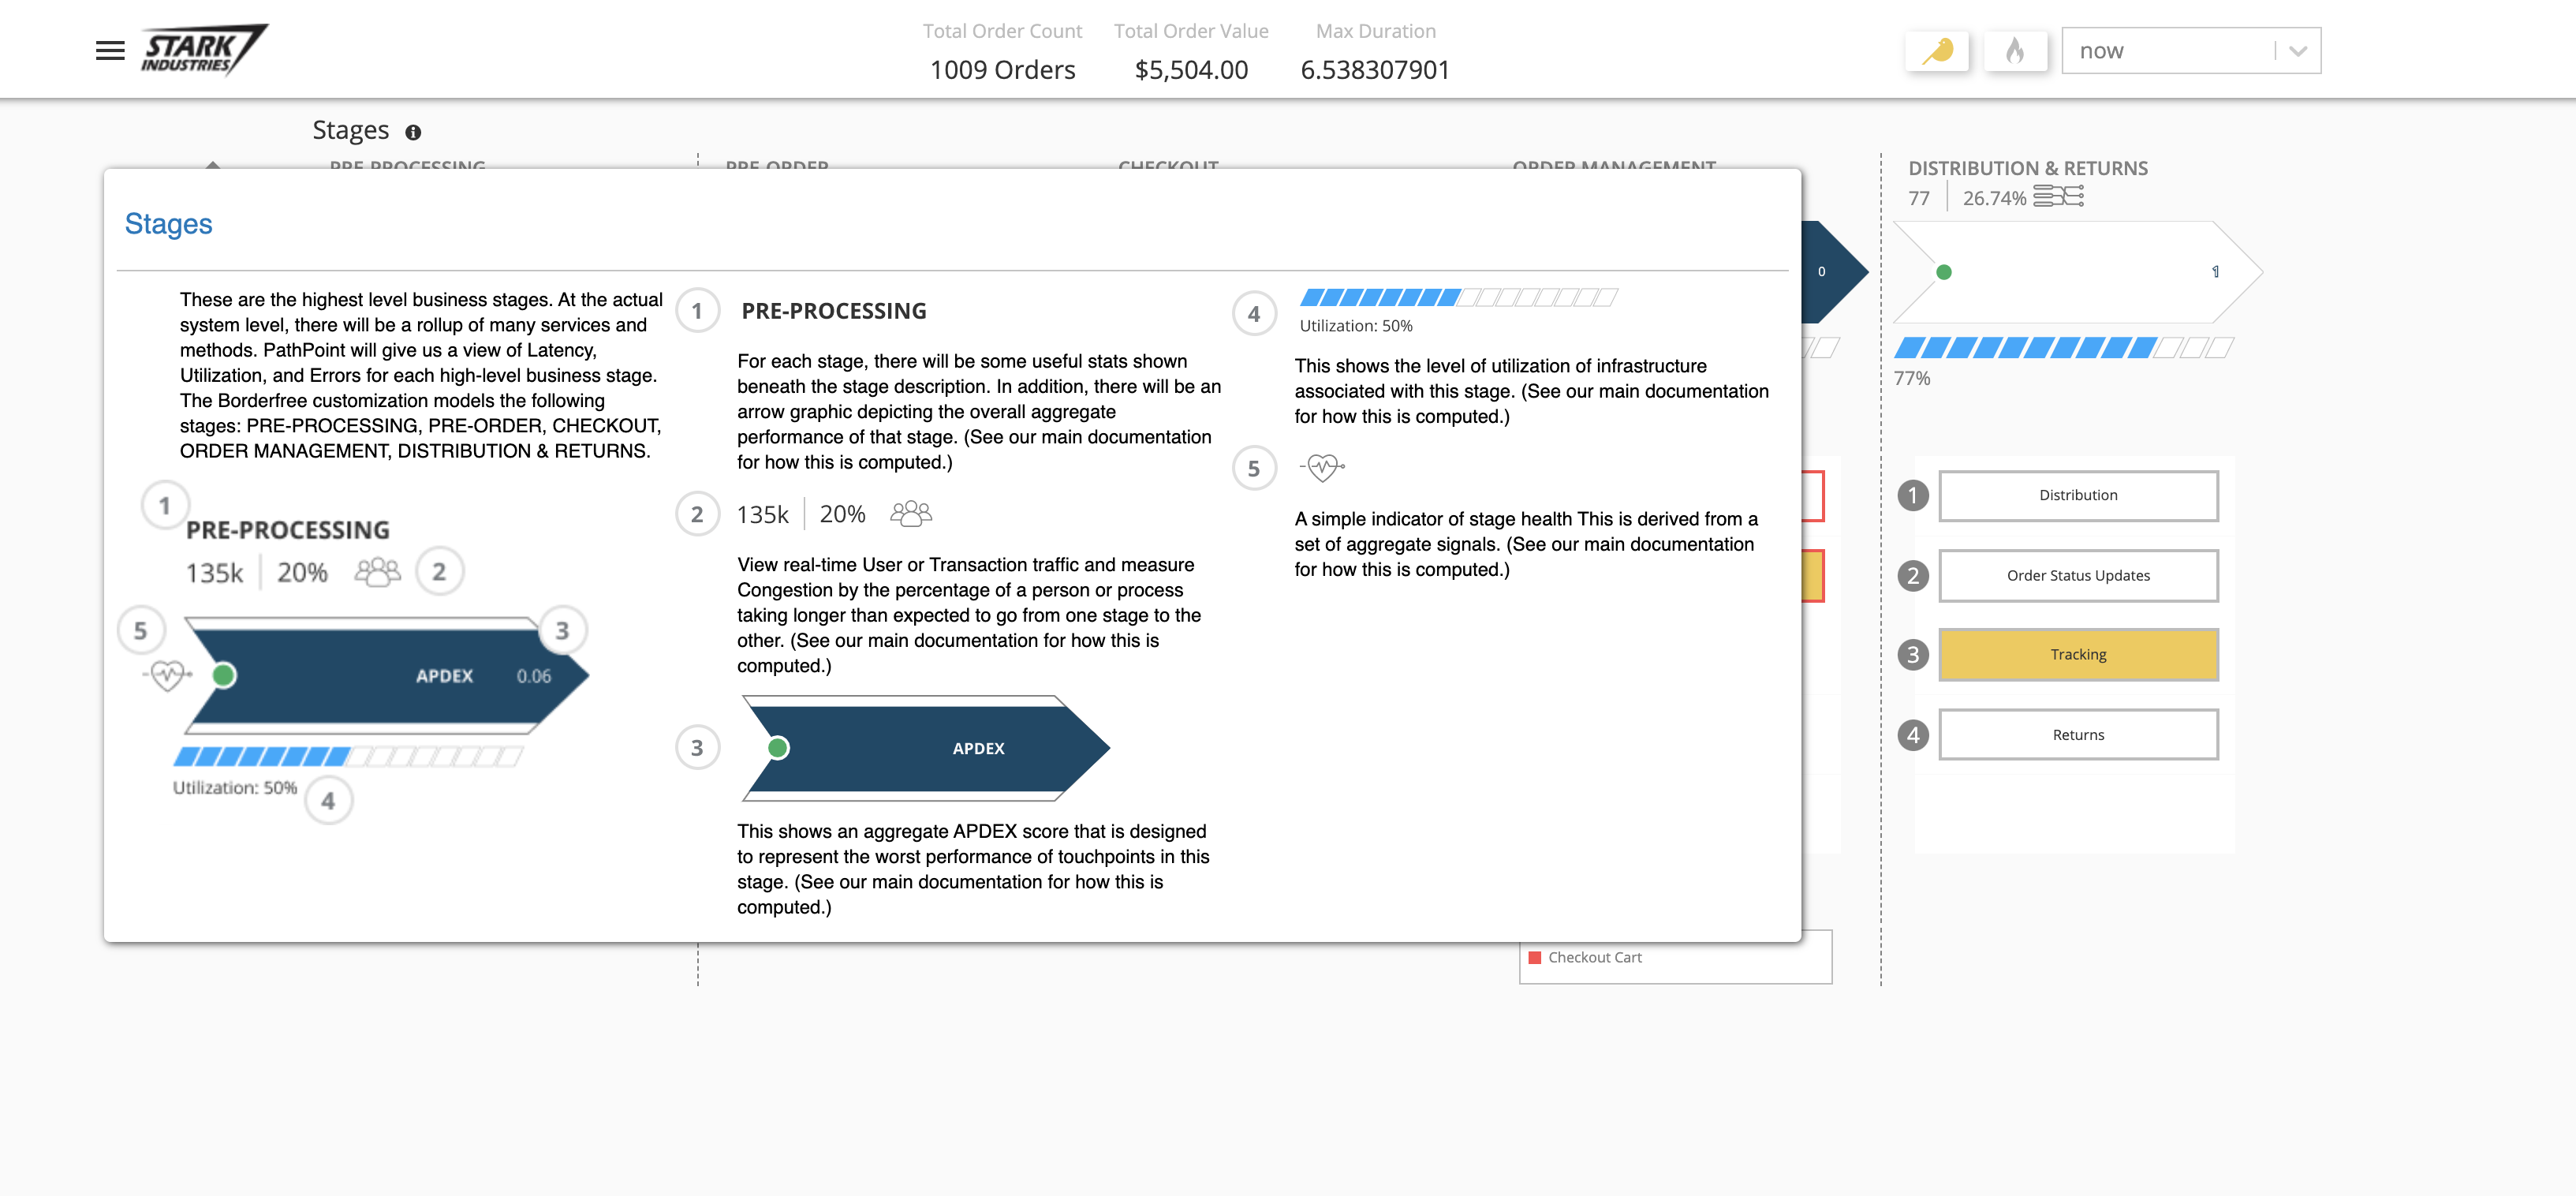 STARK
INDUSTRIES
Total Order Count
1009 Orders
Total Order Value
$5,504.00
Max Duration
6.538307901
now
Stages
PRE-PROCESSING
PRE-ORDER
CHECKOUT
ORDER MANAGEMENT
DISTRIBUTION & RETURNS
77
26.74%
0
1
77%
1
Distribution
2
Order Status Updates
3
Tracking
4
Returns
Stages
These are the highest level business stages. At the actual
system level, there will be a rollup of many services and
methods. PathPoint will give us a view of Latency,
Utilization, and Errors for each high-level business stage.
The Borderfree customization models the following
stages: PRE-PROCESSING, PRE-ORDER, CHECKOUT,
ORDER MANAGEMENT, DISTRIBUTION & RETURNS.
1
PRE-PROCESSING
135k
20%
2
5
3
APDEX
0.06
Utilization: 50%
4
1
PRE-PROCESSING
For each stage, there will be some useful stats shown
beneath the stage description. In addition, there will be an
arrow graphic depicting the overall aggregate
performance of that stage. (See our main documentation
for how this is computed.)
2
135k
20%
View real-time User or Transaction traffic and measure
Congestion by the percentage of a person or process
taking longer than expected to go from one stage to the
other. (See our main documentation for how this is
computed.)
3
APDEX
This shows an aggregate APDEX score that is designed
to represent the worst performance of touchpoints in this
stage. (See our main documentation for how this is
computed.)
4
Utilization: 50%
This shows the level of utilization of infrastructure
associated with this stage. (See our main documentation
for how this is computed.)
5
A simple indicator of stage health This is derived from a
set of aggregate signals. (See our main documentation
for how this is computed.)
Checkout Cart